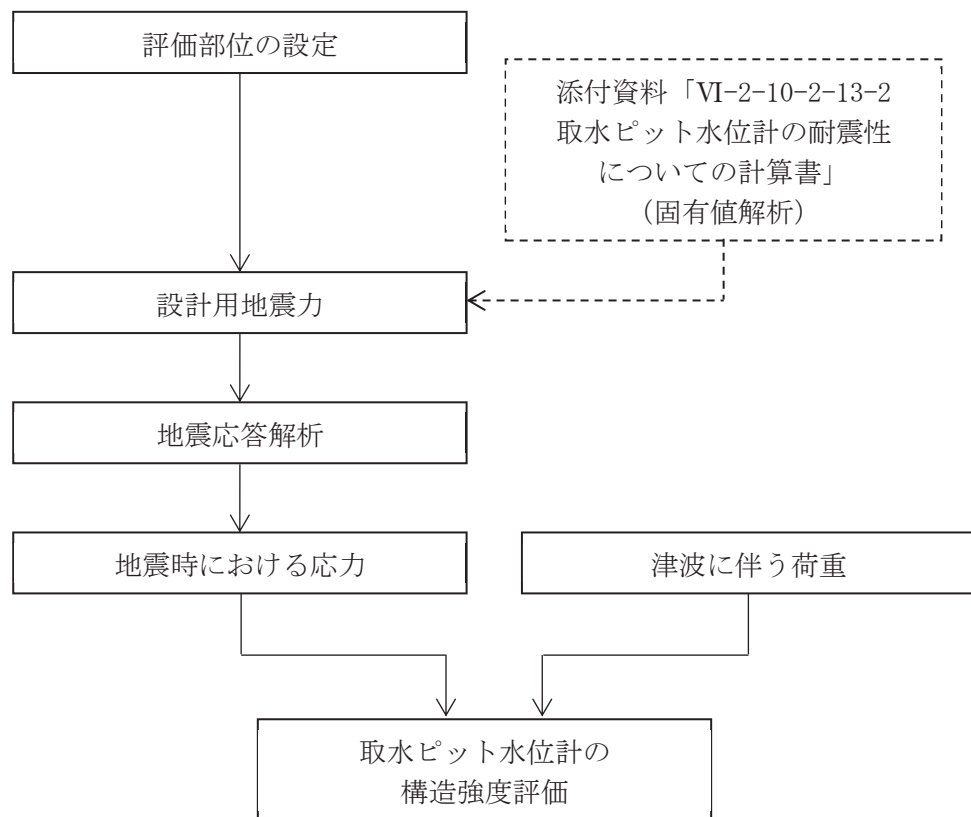 評価部位の設定
添付資料「Ⅵ-2-10-2-13-2
取水ピット水位計の耐震性
についての計算書」
（固有値解析）
設計用地震力
地震応答解析
地震時における応力
津波に伴う荷重
取水ピット水位計の
構造強度評価